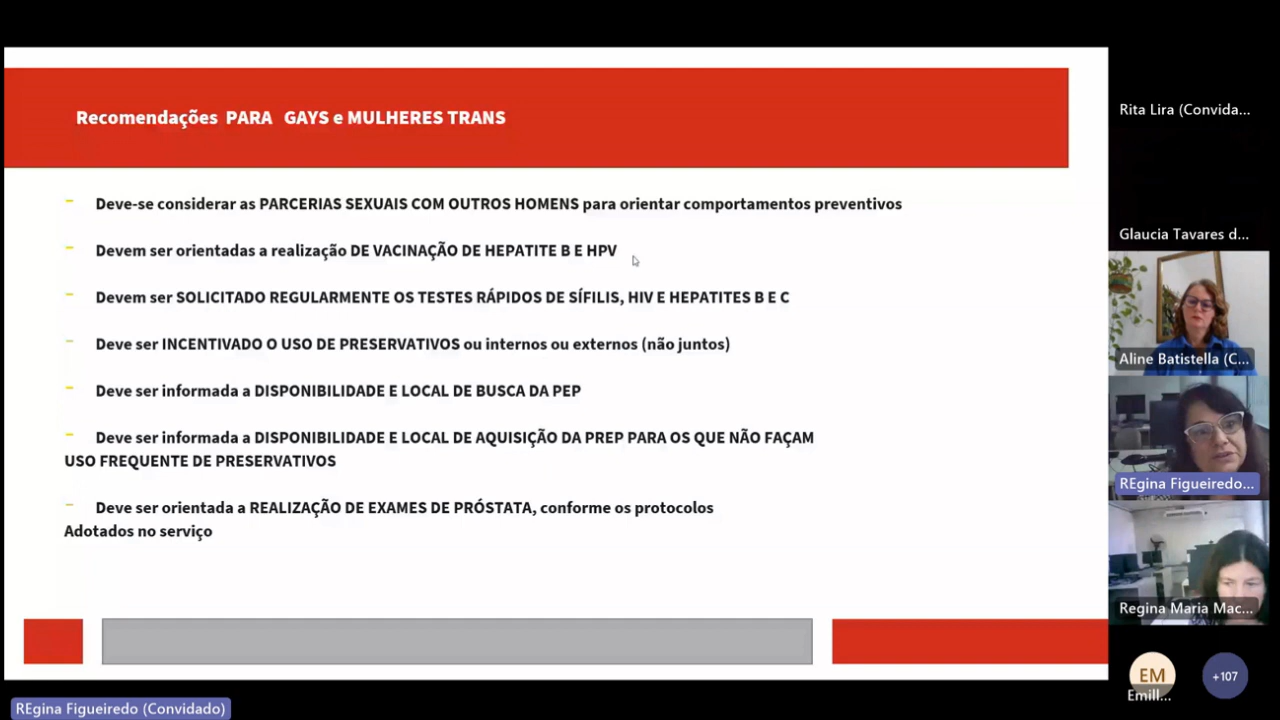 Recomendações PARA GAYS e MULHERES TRANS
- Deve-se considerar as PARCERIAS SEXUAIS COM OUTROS HOMENS para orientar comportamentos preventivos
- Devem ser orientadas a realização DE VACINAÇÃO DE HEPATITE B E HPV
- Devem ser SOLICITADO REGULARMENTE OS TESTES RÁPIDOS DE SÍFILIS, HIV E HEPATITES B E C
- Deve ser INCENTIVADO O USO DE PRESERVATIVOS ou internos ou externos (não juntos)
- Deve ser informada a DISPONIBILIDADE E LOCAL DE BUSCA DA PEP
- Deve ser informada a DISPONIBILIDADE E LOCAL DE AQUISIÇÃO DA PREP PARA OS QUE NÃO FAÇAM
USO FREQUENTE DE PRESERVATIVOS
- Deve ser orientada a REALIZAÇÃO DE EXAMES DE PRÓSTATA, conforme os protocolos
Adotados no serviço
Rita Lira (Convida...
Glaucia Tavares d...
Aline Batistella (C...
REgina Figueiredo...
Regina Maria Mac...
EM
Emill...
+107
REgina Figueiredo (Convidado)